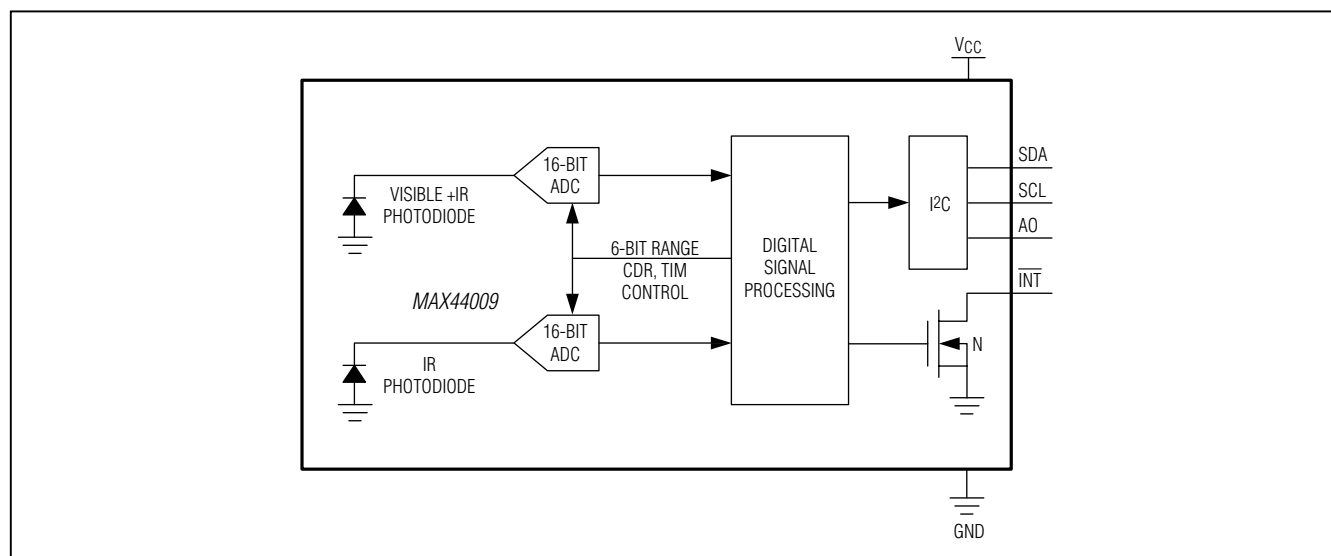 VCC
16-BIT
ADC
VISIBLE +IR
PHOTODIODE
6-BIT RANGE
CDR, TIM
CONTROL
MAX44009
16-BIT
ADC
IR
PHOTODIODE
DIGITAL
SIGNAL
PROCESSING
I2C
SDA
SCL
A0
INT
N
GND